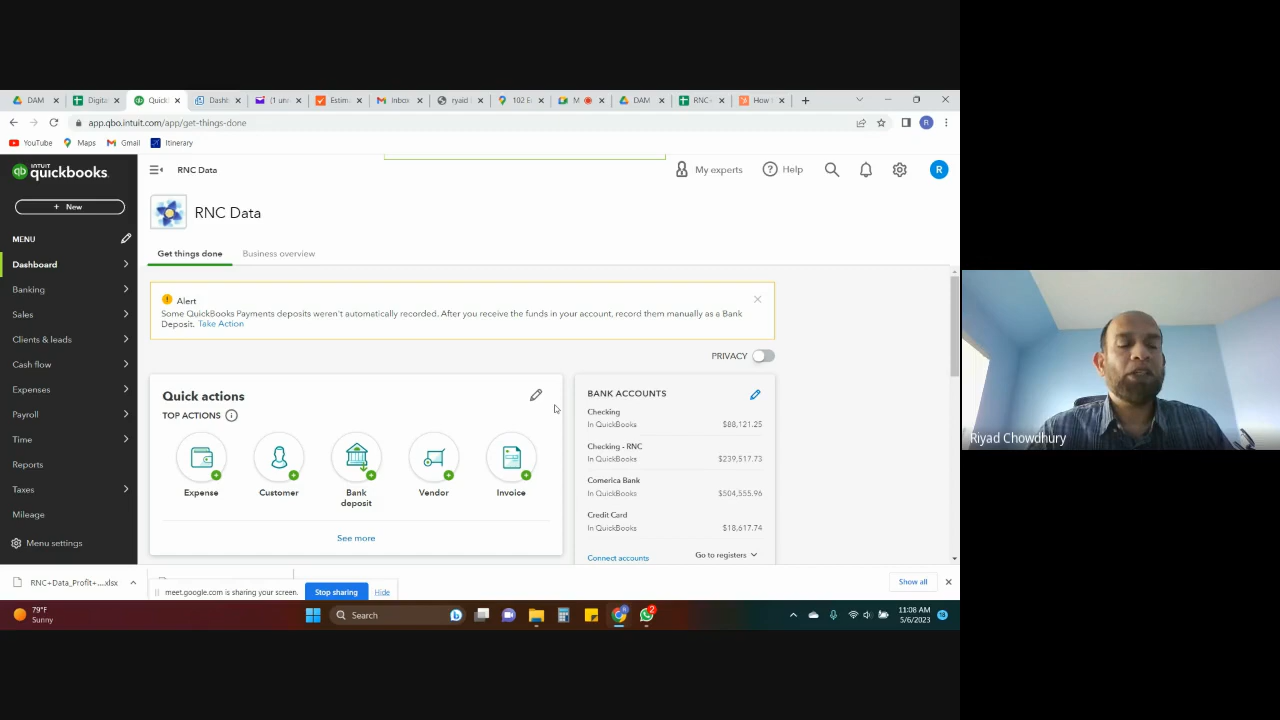 DAM
Digita
Quick
Dashb
(1 unr
Estim
Inbox
ryaid
102 E
M
DAM
RNC
How
app.qbo.intuit.com/app/get-things-done
YouTube
Maps
Gmail
Itinerary
INTUIT
quickbooks.
RNC Data
My experts
Help
R
+ New
RNC Data
MENU
Get things done
Business overview
Dashboard
Banking
Sales
Clients & leads
Cash flow
Expenses
Payroll
Time
Reports
Taxes
Mileage
Menu settings
Alert
Some QuickBooks Payments deposits weren't automatically recorded. After you receive the funds in your account, record them manually as a Bank
Deposit. Take Action
PRIVACY
Quick actions
TOP ACTIONS
Expense
Customer
Bank
deposit
Vendor
Invoice
See more
BANK ACCOUNTS
Checking
In QuickBooks $88,121.25
Checking - RNC
In QuickBooks $239,517.73
Comerica Bank
In QuickBooks $504,555.96
Credit Card
In QuickBooks $18,617.74
Connect accounts
Go to registers
RNC+Data_Profit+....xlsx
meet.google.com is sharing your screen.
Stop sharing
Hide
Show all
79°F
Sunny
Search
2
11:08 AM
5/6/2023
Riyad Chowdhury